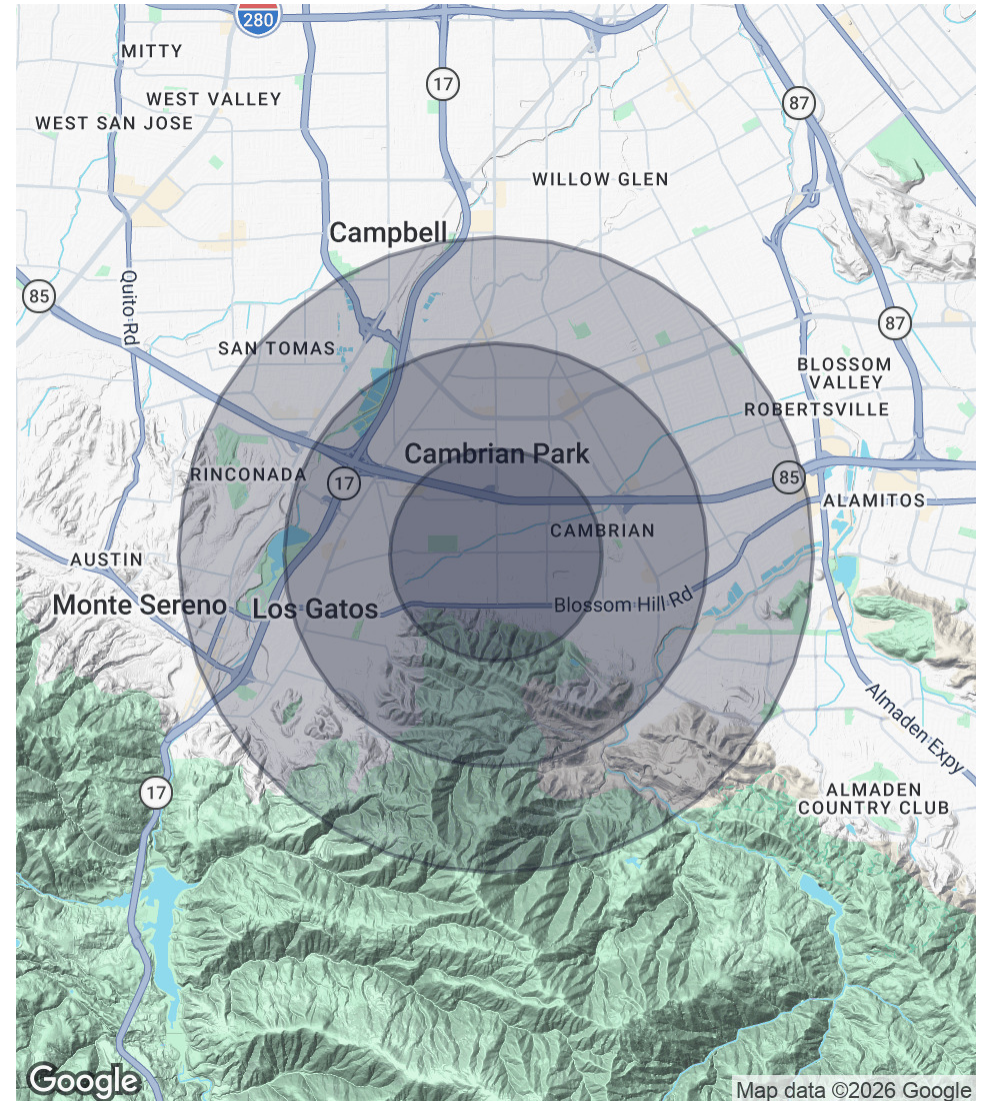 280
MITTY
17
WEST VALLEY
87
WEST SAN JOSE
WILLOW GLEN
Campbell
85
Quito Rd
87
SAN TOMAS
BLOSSOM
VALLEY
ROBERTSVILLE
Cambrian Park
RINCONADA
17
85
ALAMITOS
CAMBRIAN
AUSTIN
Monte Sereno
Los Gatos
Blossom Hill Rd
Almaden Expy
17
ALMADEN
COUNTRY CLUB
Google
Map data ©2026 Google